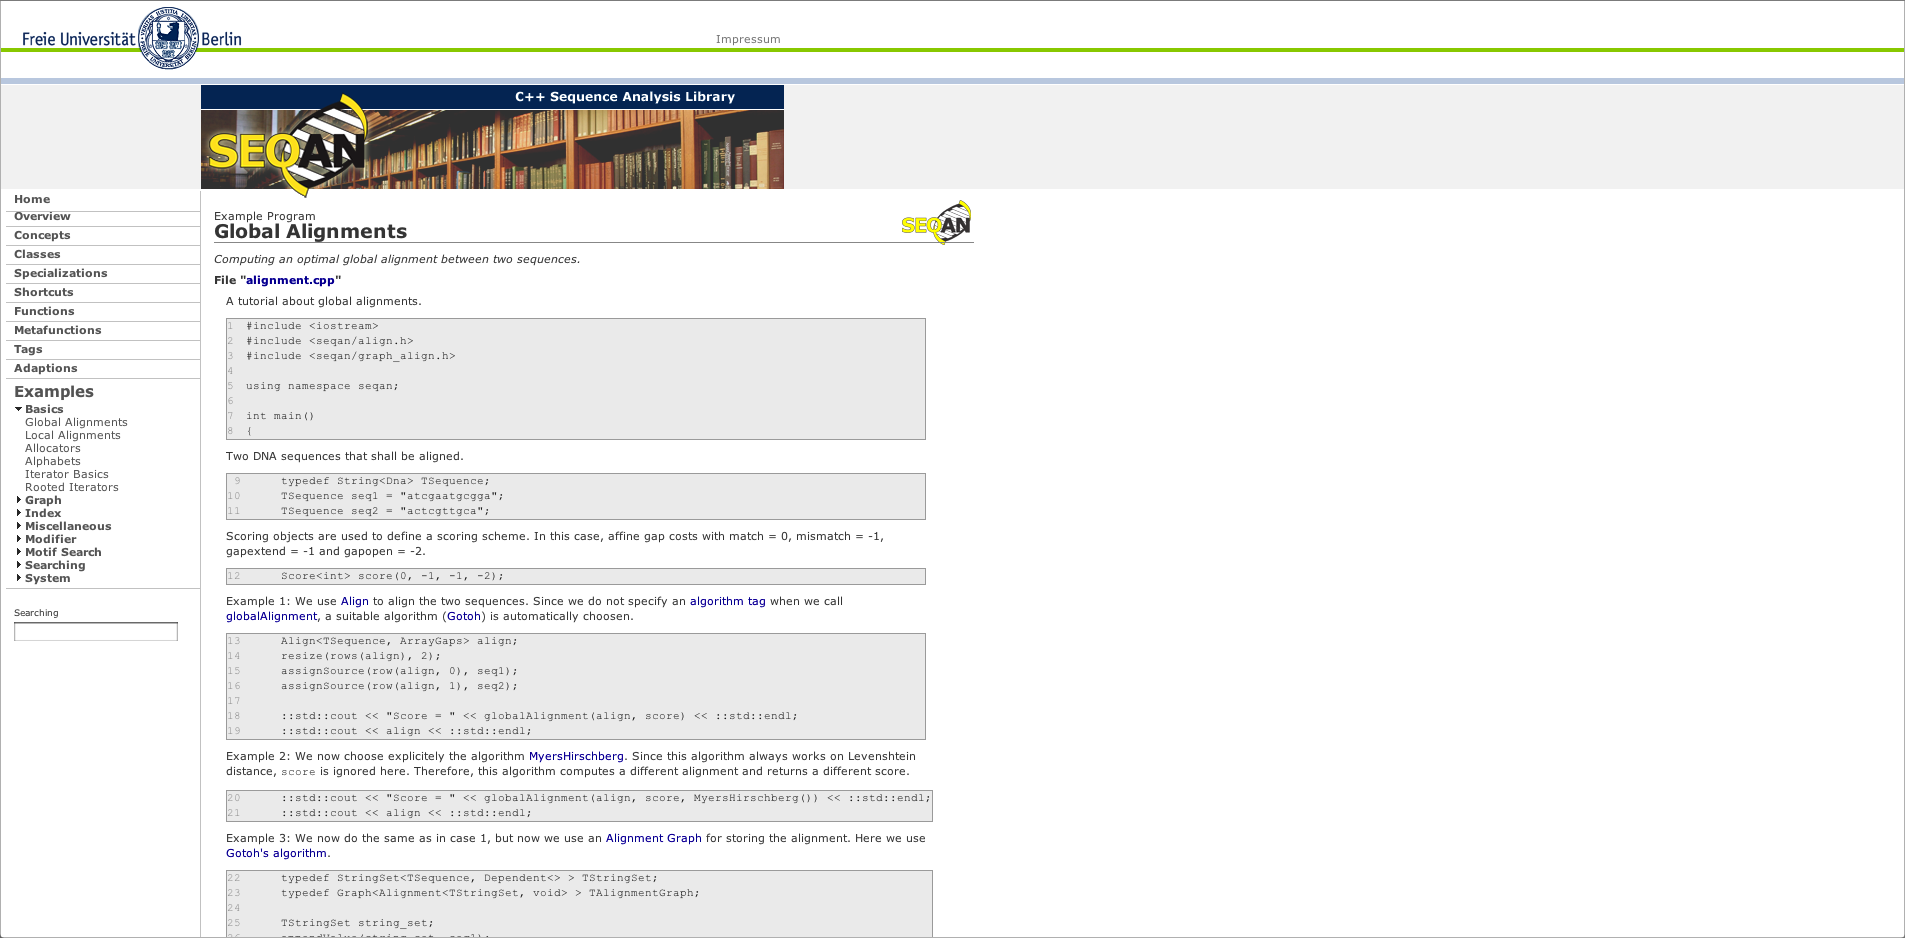 Freie Universität Berlin
Impressum
C++ Sequence Analysis Library
SEQAN
Home
Overview
Concepts
Classes
Specializations
Shortcuts
Functions
Metafunctions
Tags
Adaptions
Examples
Basics
Global Alignments
Local Alignments
Allocators
Alphabets
Iterator Basics
Rooted Iterators
Graph
Index
Miscellaneous
Modifier
Motif Search
Searching
System
Searching
Example Program
Global Alignments
SEQAN
Computing an optimal global alignment between two sequences.
File "alignment.cpp"
A tutorial about global alignments.
1 #include <iostream>
2 #include <seqan/align.h>
3 #include <seqan/graph_align.h>
4
5 using namespace seqan;
6
7 int main()
8 {
Two DNA sequences that shall be aligned.
9 typedef String<Dna> TSequence;
10 TSequence seq1 = "atcgaatgcgga";
11 TSequence seq2 = "actcgttgca";
Scoring objects are used to define a scoring scheme. In this case, affine gap costs with match = 0, mismatch = -1,
gapextend = -1 and gapopen = -2.
12 Score<int> score(0, -1, -1, -2);
Example 1: We use Align to align the two sequences. Since we do not specify an algorithm tag when we call
globalAlignment, a suitable algorithm (Gotoh) is automatically choosen.
13 Align<TSequence, ArrayGaps> align;
14 resize(rows(align), 2);
15 assignSource(row(align, 0), seq1);
16 assignSource(row(align, 1), seq2);
17
18 ::std::cout << "Score = " << globalAlignment(align, score) << ::std::endl;
19 ::std::cout << align << ::std::endl;
Example 2: We now choose explicitely the algorithm MyersHirschberg. Since this algorithm always works on Levenshtein
distance, score is ignored here. Therefore, this algorithm computes a different alignment and returns a different score.
20 ::std::cout << "Score = " << globalAlignment(align, score, MyersHirschberg()) << ::std::endl;
21 ::std::cout << align << ::std::endl;
Example 3: We now do the same as in case 1, but now we use an Alignment Graph for storing the alignment. Here we use
Gotoh's algorithm.
22 typedef StringSet<TSequence, Dependent<> > TStringSet;
23 typedef Graph<Alignment<TStringSet, void> > TAlignmentGraph;
24
25 TStringSet string_set;